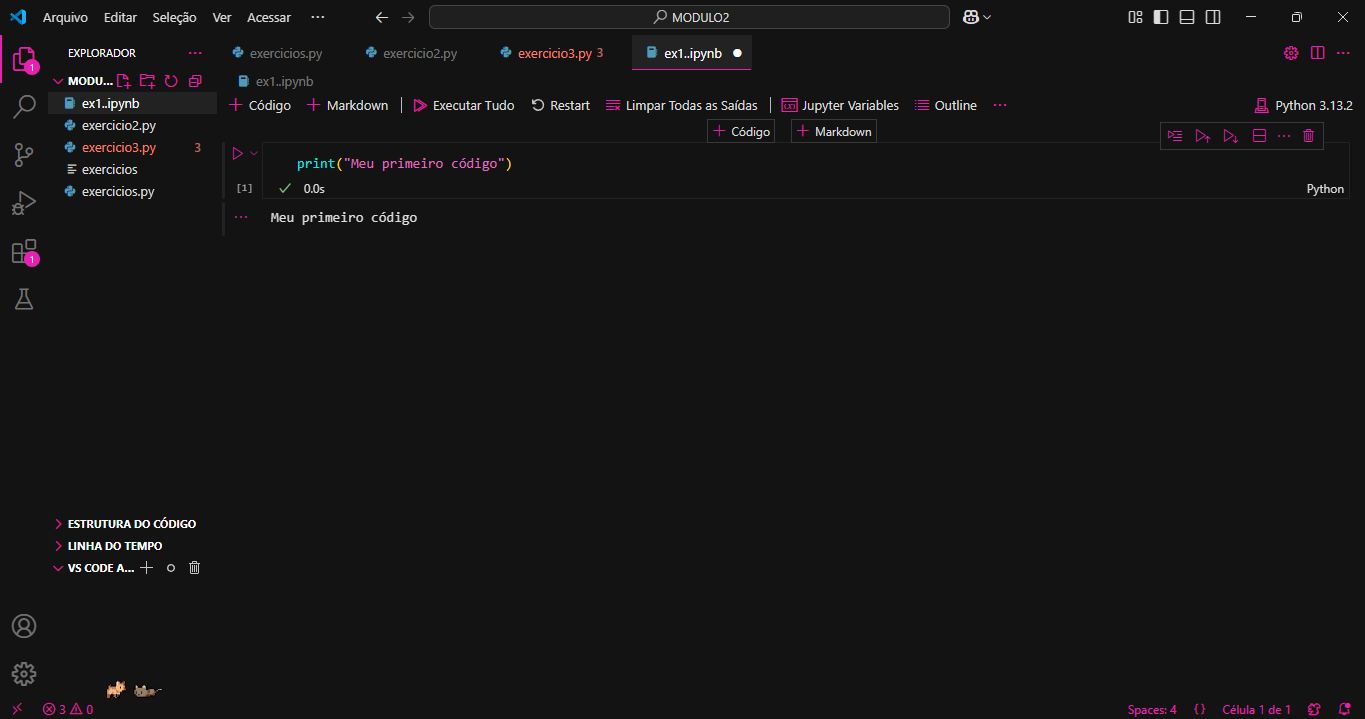 Arquivo Editar Seleção Ver Acessar ··· MODULO2
EXPLORADOR ···
exercicios.py exercicio2.py exercicio3.py 3 ex1..ipynb
MODU...
ex1..ipynb
exercicio2.py
exercicio3.py 3
exercicios
exercicios.py
ex1..ipynb
Código Markdown Executar Tudo Restart Limpar Todas as Saídas Jupyter Variables Outline ··· Python 3.13.2
Código Markdown
print("Meu primeiro código")
[1] 0.0s Python
Meu primeiro código
1
1
ESTRUTURA DO CÓDIGO
LINHA DO TEMPO
VS CODE A...
3 0 Spaces: 4 {} Célula 1 de 1